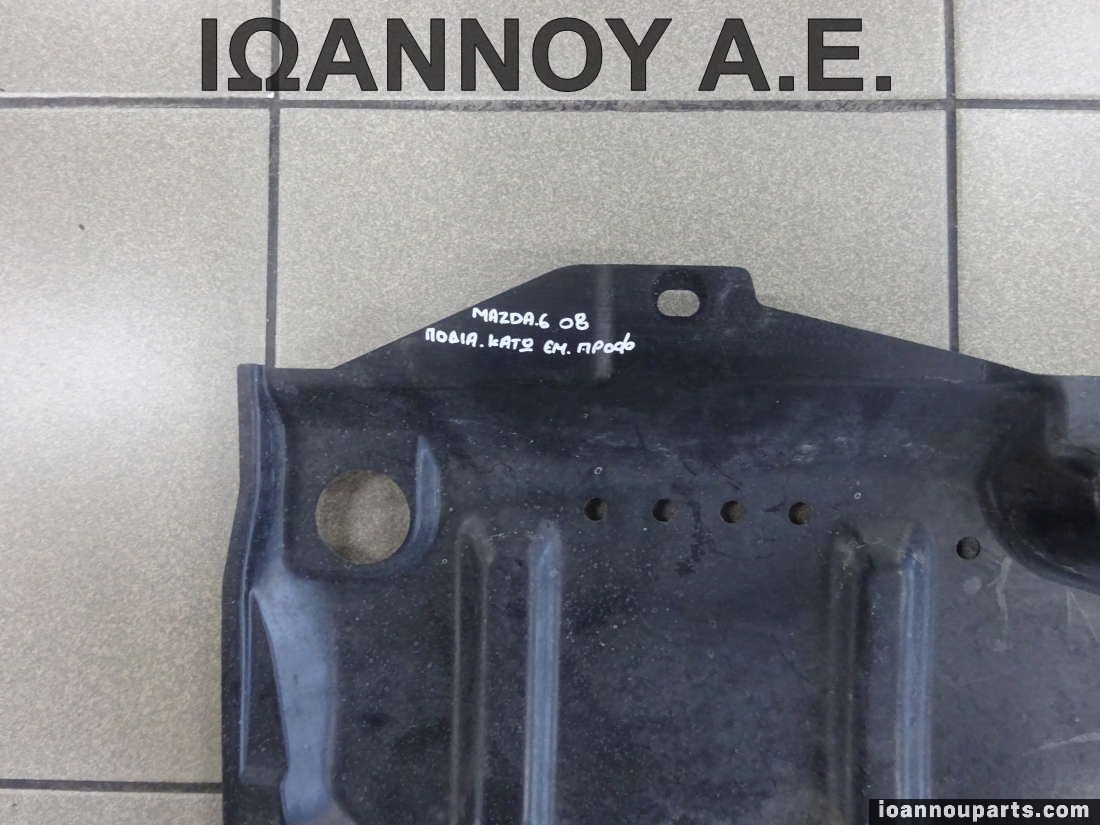 ΙΩΑΝΝΟΥ Α.Ε.
MAZDA.6 08
ΠΟΔΙΑ.ΚΑΤΩ ΕΜ. ΠΡΟΦ
ioannouparts.com